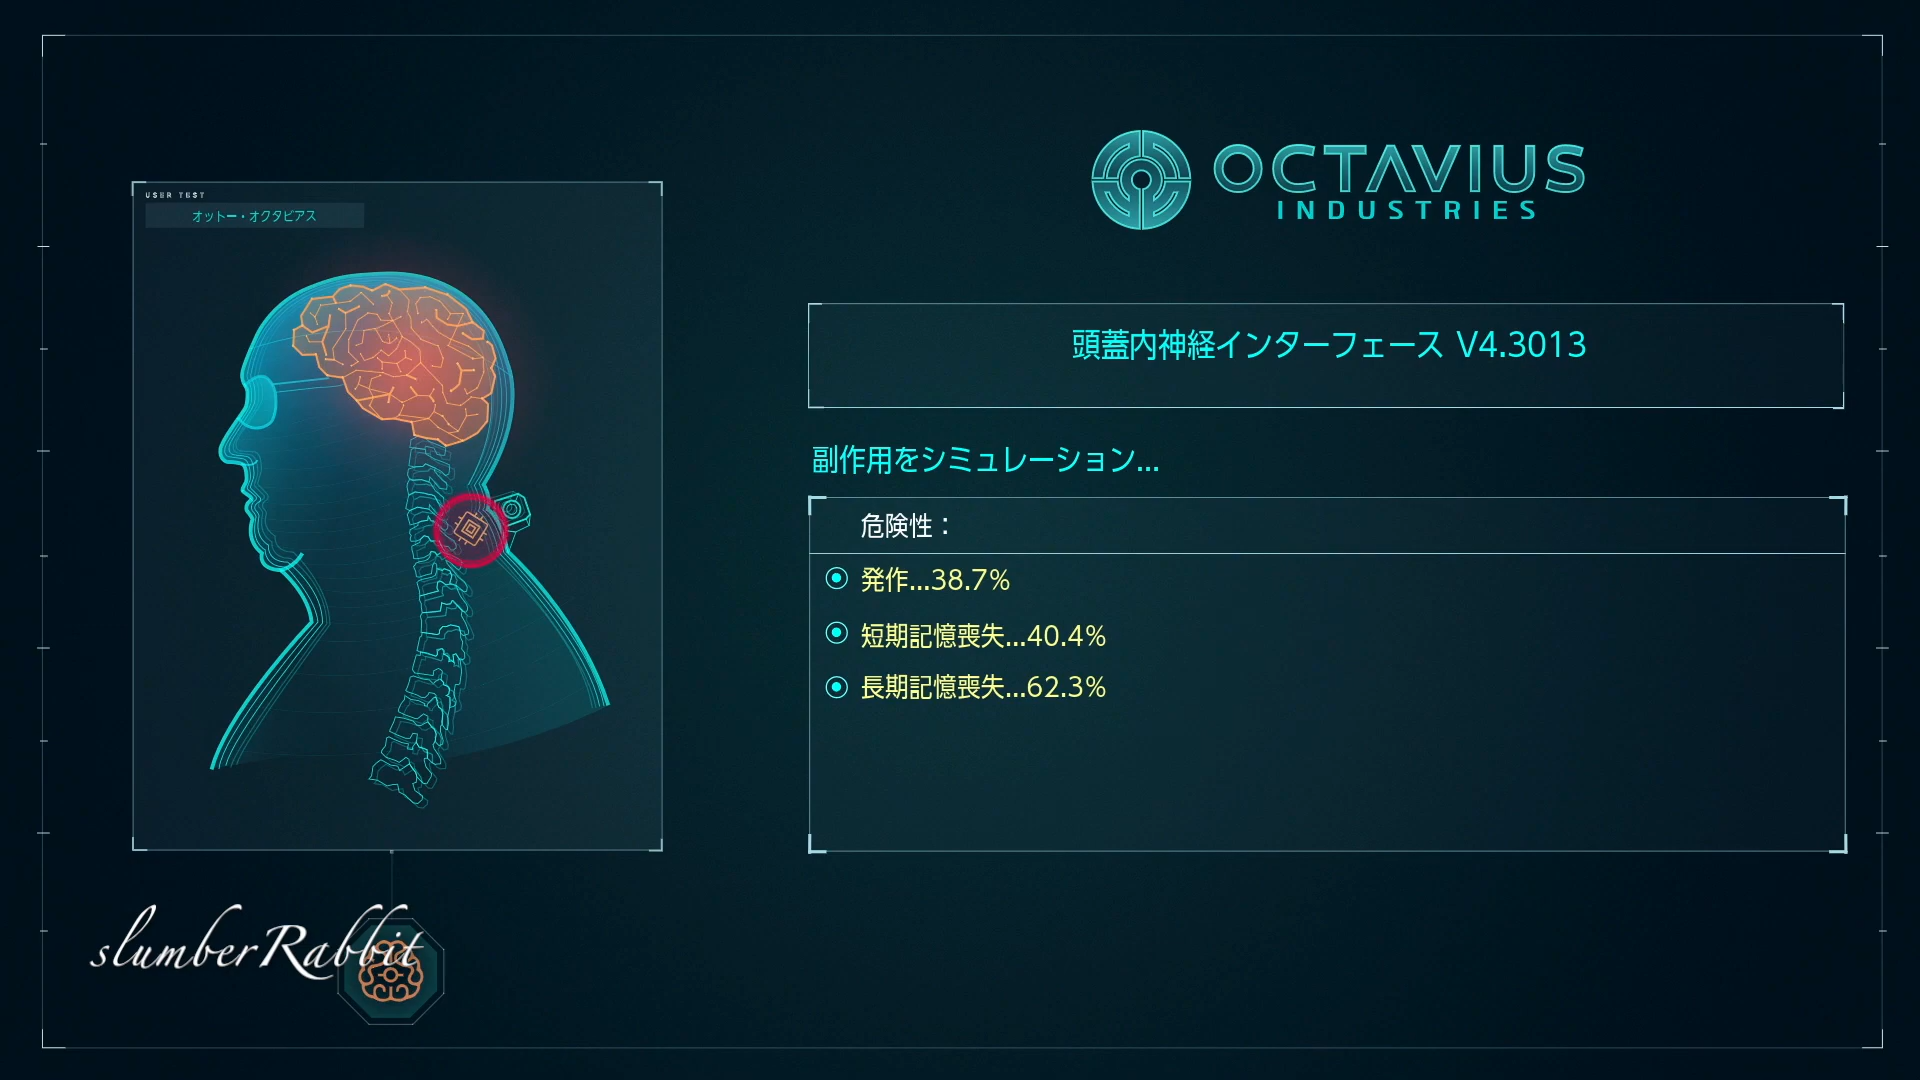 USER TEST
オットー・オクタビアス
OCTAVIUS
INDUSTRIES
頭蓋内神経インターフェース V4.3013
副作用をシミュレーション...
危険性：
発作...38.7%
短期記憶喪失...40.4%
長期記憶喪失...62.3%
slumberRabbit